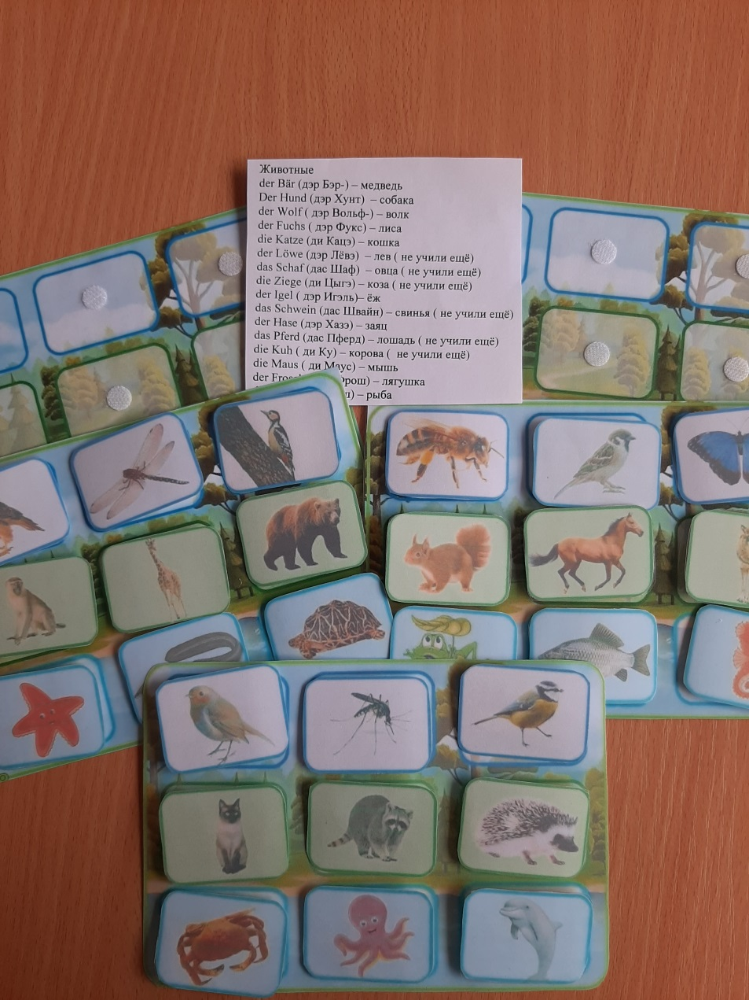 Животные
der Bär (дэр Бэр-) – медведь
Der Hund (дэр Хунт) – собака
der Wolf ( дэр Вольф-) – волк
der Fuchs ( дэр Фукс) – лиса
die Katze (ди Кацэ) – кошка
der Löwe (дэр Лёвэ) – лев ( не учили ещё)
das Schaf (дас Шаф) – овца ( не учили ещё)
die Ziege (ди Цыгэ) – коза ( не учили ещё)
der Igel ( дэр Игэль)– ёж
das Schwein (дас Швайн) – свинья ( не учили ещё)
der Hase (дэр Хазэ) – заяц
das Pferd (дас Пферд) – лошадь ( не учили ещё)
die Kuh ( ди Ку) – корова ( не учили ещё)
die Maus ( ди Маус) – мышь
der – лягушка
– рыба